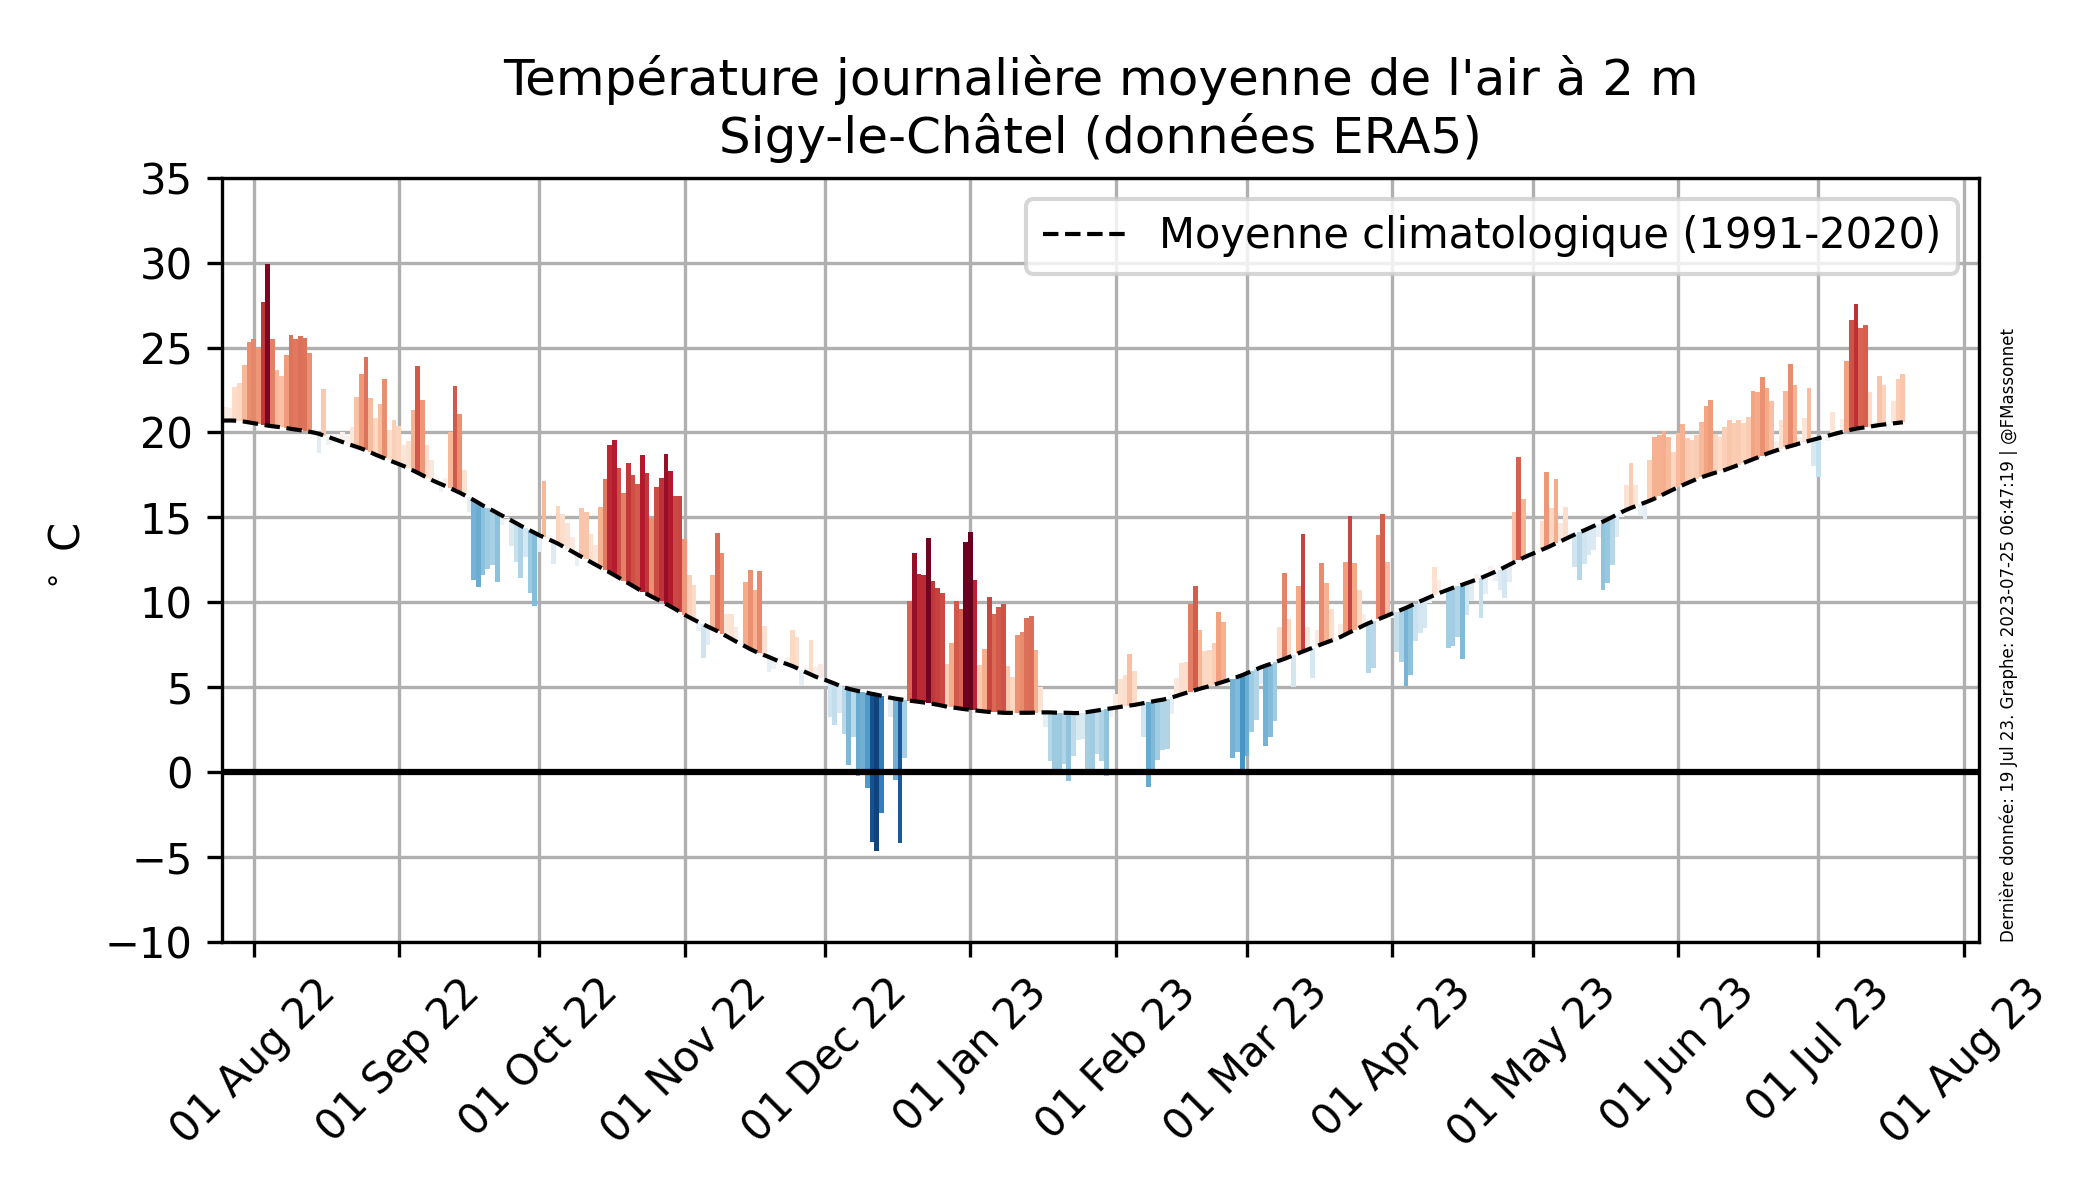 Température journalière moyenne de l'air à 2 m
Sigy-le-Châtel (données ERA5)
Moyenne climatologique (1991-2020)
35
30
25
20
15
10
5
0
−5
−10
° C
01 Aug 22
01 Sep 22
01 Oct 22
01 Nov 22
01 Dec 22
01 Jan 23
01 Feb 23
01 Mar 23
01 Apr 23
01 May 23
01 Jun 23
01 Jul 23
01 Aug 23
Dernière donnée: 19 Jul 23. Graphe: 2023-07-25 06:47:19 | @FMassonnet